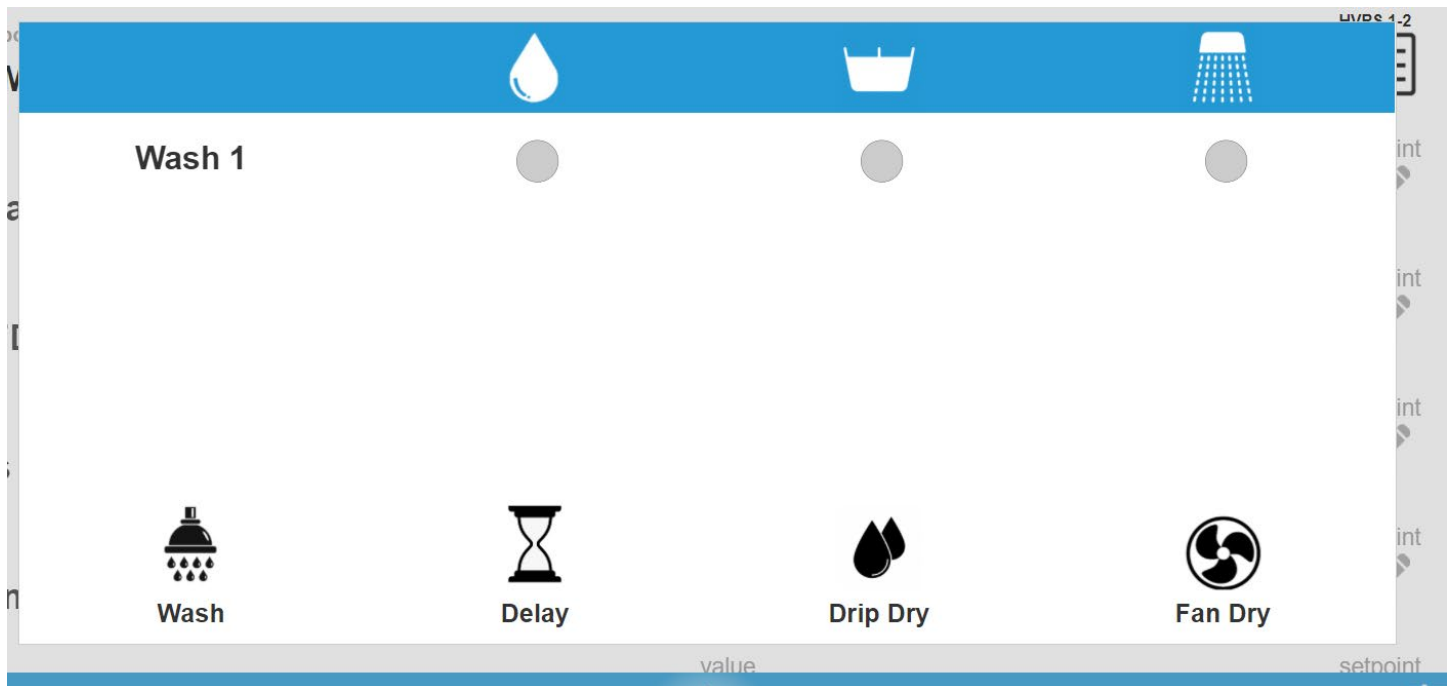 HVRS 1-2
Wash 1
int
int
int
int
Wash
Delay
Drip Dry
Fan Dry
value
setpoint